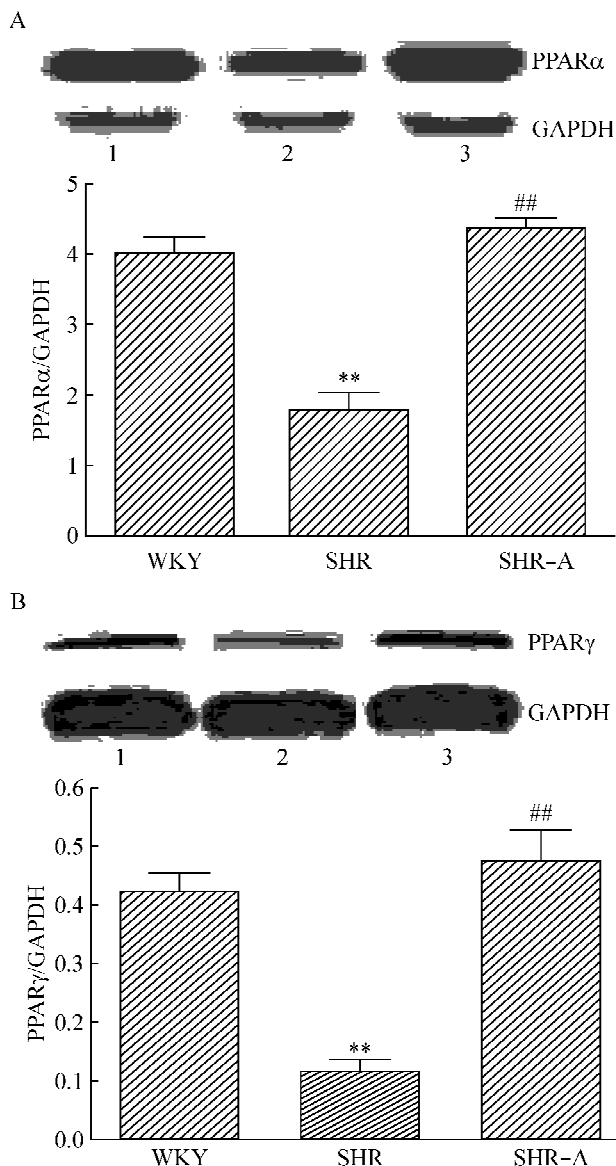 A
PPARα
GAPDH
1 2 3
5
##
4
3
**
2
1
0
PPARα/GAPDH
WKY SHR SHR-A
B
PPARγ
GAPDH
1 2 3
0.6
##
0.5
0.4
0.3
0.2
**
0.1
0.0
PPARγ/GAPDH
WKY SHR SHR-A